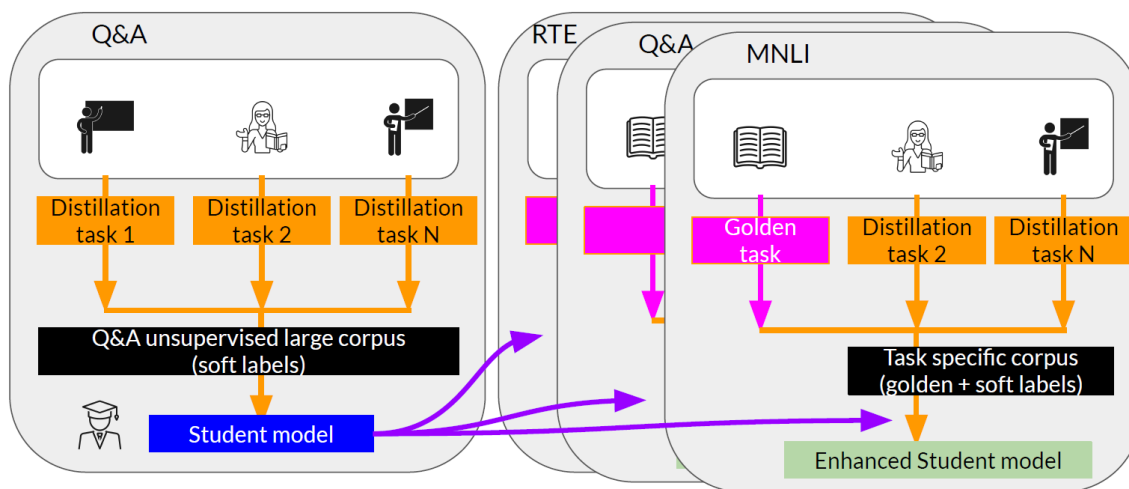 Q&A
Distillation
task 1
Distillation
task 2
Distillation
task N
Q&A unsupervised large corpus
(soft labels)
Student model
RTE
Q&A
MNLI
Golden
task
Distillation
task 2
Distillation
task N
Task specific corpus
(golden + soft labels)
Enhanced Student model